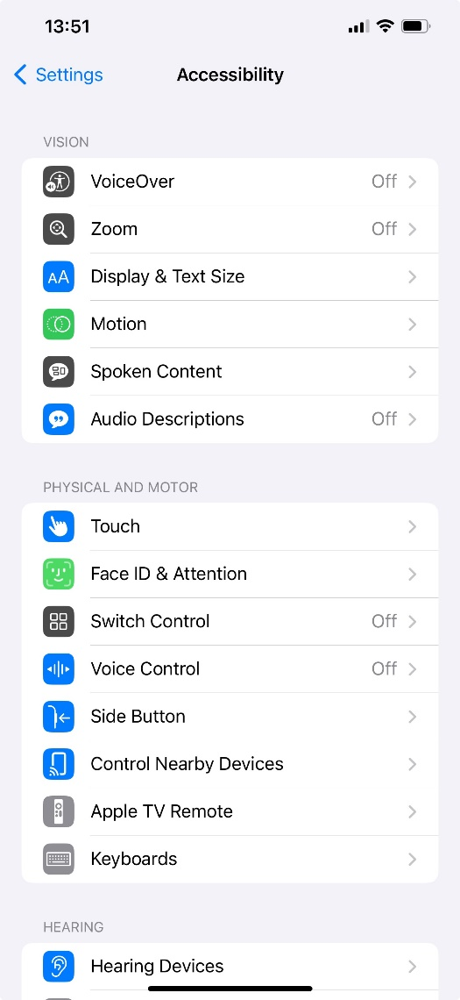 13:51
Settings
Accessibility
VISION
VoiceOver Off
Zoom Off
AA Display & Text Size
Motion
Spoken Content
Audio Descriptions Off
PHYSICAL AND MOTOR
Touch
Face ID & Attention
Switch Control Off
Voice Control Off
Side Button
Control Nearby Devices
Apple TV Remote
Keyboards
HEARING
Hearing Devices